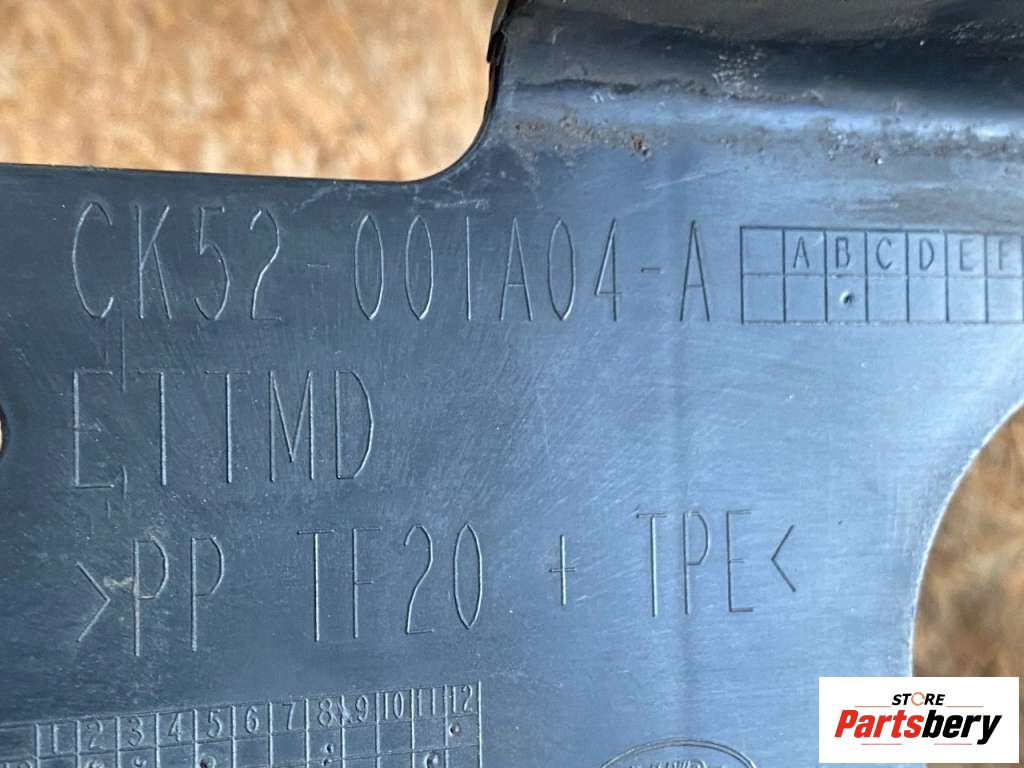 CK52-001A04-A
A B C D E F
ETTMD
>PP TF20 + TPE<
1 2 3 4 5 6 7 8 9 10 11 12
STORE
Partsbery